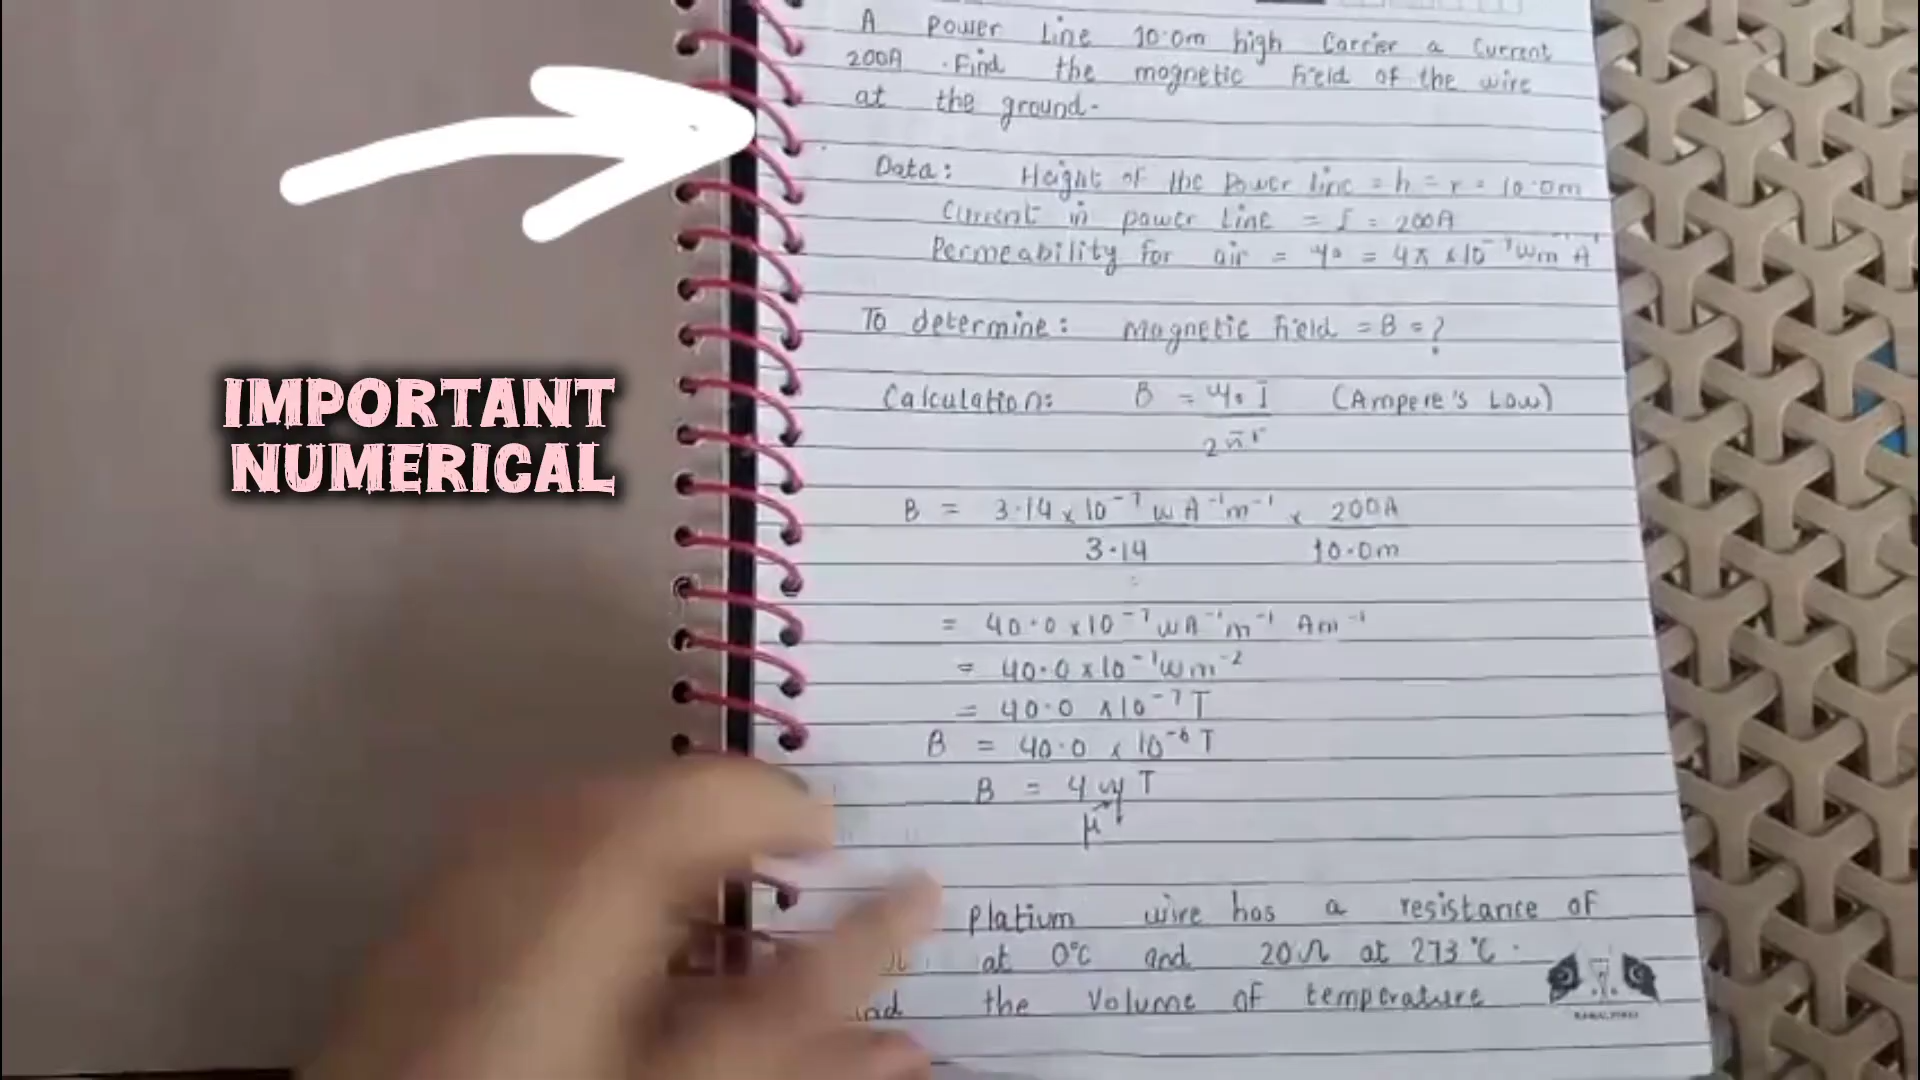 A power Line 10.0m high Carrier a Current
200A . Find the magnetic field of the wire
at the ground.
IMPORTANT
NUMERICAL
Data: Height of the power line = h = r = 10.0m
Current in power Line = I = 200A
Permeability for air = μ0 = 4π x 10⁻⁷ Wm⁻¹A⁻¹
To determine: Magnetic Field = B = ?
Calculation: B = μ0 I (Ampere's Law)
2πr
B = 3.14 x 10⁻⁷ wA⁻¹m⁻¹ x 200A
3.14 10.0m
= 40.0 x 10⁻⁷ wA⁻¹m⁻¹ Am⁻¹
= 40.0 x 10⁻⁷ wm⁻²
= 40.0 x 10⁻⁷ T
B = 40.0 x 10⁻⁶ T
B = 4 μ T
μ
Platium wire has a resistance of
at 0°C and 20Ω at 273°C .
the Volume of temperature